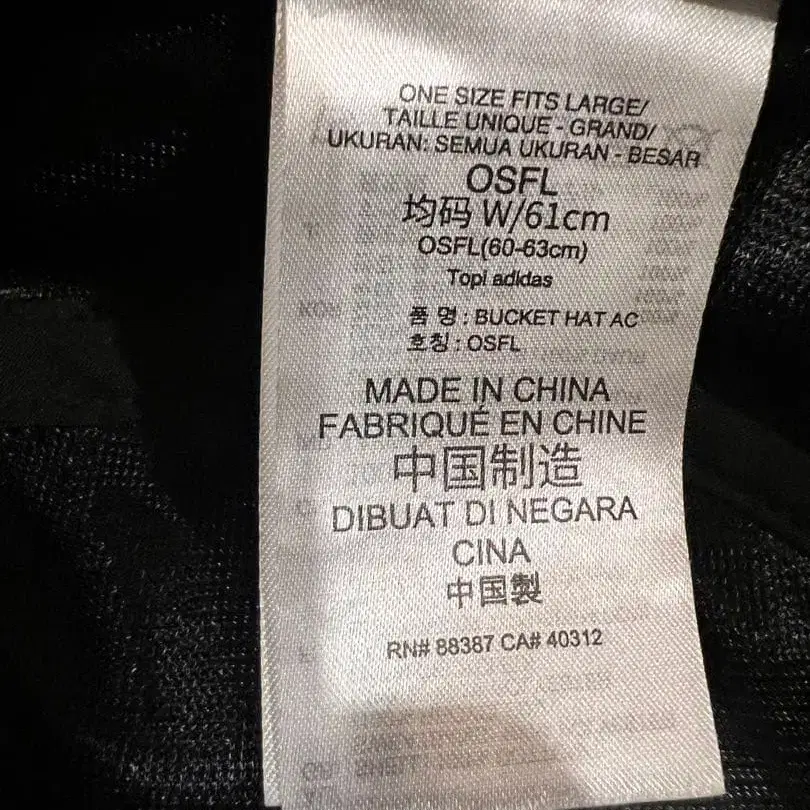 ONE SIZE FITS LARGE/
TAILLE UNIQUE - GRAND/
UKURAN: SEMUA UKURAN - BESAR
OSFL
均码 W/61cm
OSFL(60-63cm)
Topi adidas
품 명 : BUCKET HAT AC
호칭 : OSFL
MADE IN CHINA
FABRIQUÉ EN CHINE
中国制造
DIBUAT DI NEGARA
CINA
中国製
RN# 88387 CA# 40312